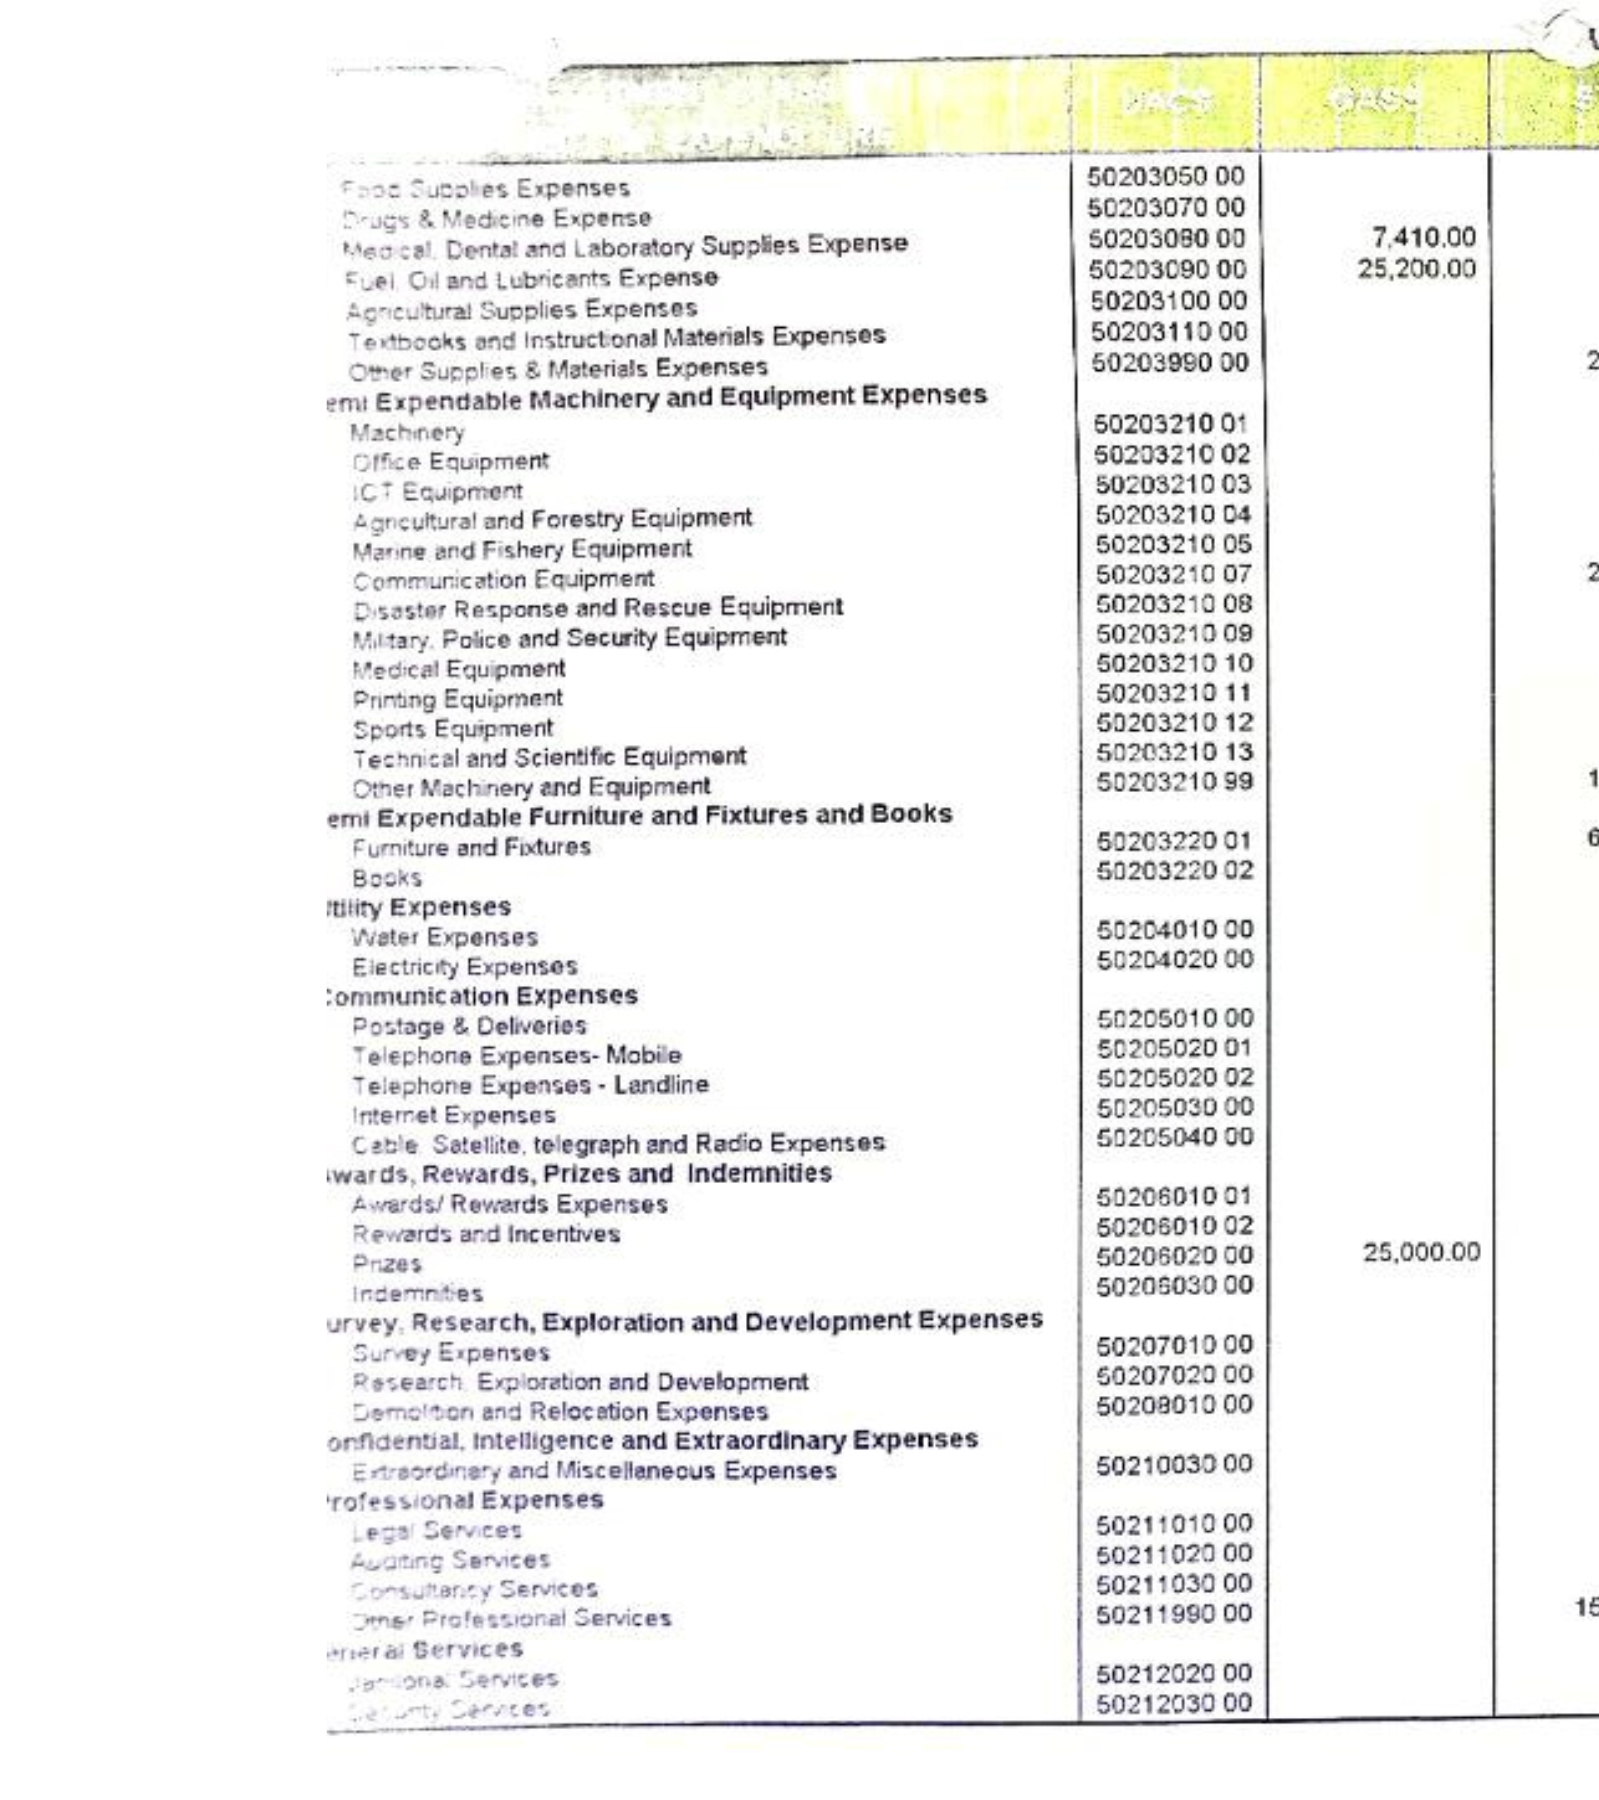 UACS GASS
Food Supplies Expenses 50203050 00
Drugs & Medicine Expense 50203070 00
Medical, Dental and Laboratory Supplies Expense 50203080 00 7,410.00
Fuel, Oil and Lubricants Expense 50203090 00 25,200.00
Agricultural Supplies Expenses 50203100 00
Textbooks and Instructional Materials Expenses 50203110 00
Other Supplies & Materials Expenses 50203990 00 2
emi Expendable Machinery and Equipment Expenses
Machinery 50203210 01
Office Equipment 50203210 02
ICT Equipment 50203210 03
Agricultural and Forestry Equipment 50203210 04
Marine and Fishery Equipment 50203210 05
Communication Equipment 50203210 07 2
Disaster Response and Rescue Equipment 50203210 08
Military, Police and Security Equipment 50203210 09
Medical Equipment 50203210 10
Printing Equipment 50203210 11
Sports Equipment 50203210 12
Technical and Scientific Equipment 50203210 13
Other Machinery and Equipment 50203210 99 1
emi Expendable Furniture and Fixtures and Books
Furniture and Fixtures 50203220 01 6
Books 50203220 02
tility Expenses
Water Expenses 50204010 00
Electricity Expenses 50204020 00
ommunication Expenses
Postage & Deliveries 50205010 00
Telephone Expenses- Mobile 50205020 01
Telephone Expenses - Landline 50205020 02
Internet Expenses 50205030 00
Cable, Satellite, telegraph and Radio Expenses 50205040 00
wards, Rewards, Prizes and Indemnities
Awards/ Rewards Expenses 50206010 01
Rewards and Incentives 50206010 02
Prizes 50206020 00 25,000.00
Indemnities 50206030 00
urvey, Research, Exploration and Development Expenses
Survey Expenses 50207010 00
Research, Exploration and Development 50207020 00
Demolition and Relocation Expenses 50208010 00
onfidential, Intelligence and Extraordinary Expenses
Extraordinary and Miscellaneous Expenses 50210030 00
rofessional Expenses
Legal Services 50211010 00
Auditing Services 50211020 00
Consultancy Services 50211030 00
Other Professional Services 50211990 00 15
eneral Services
Janitorial Services 50212020 00
Security Services 50212030 00